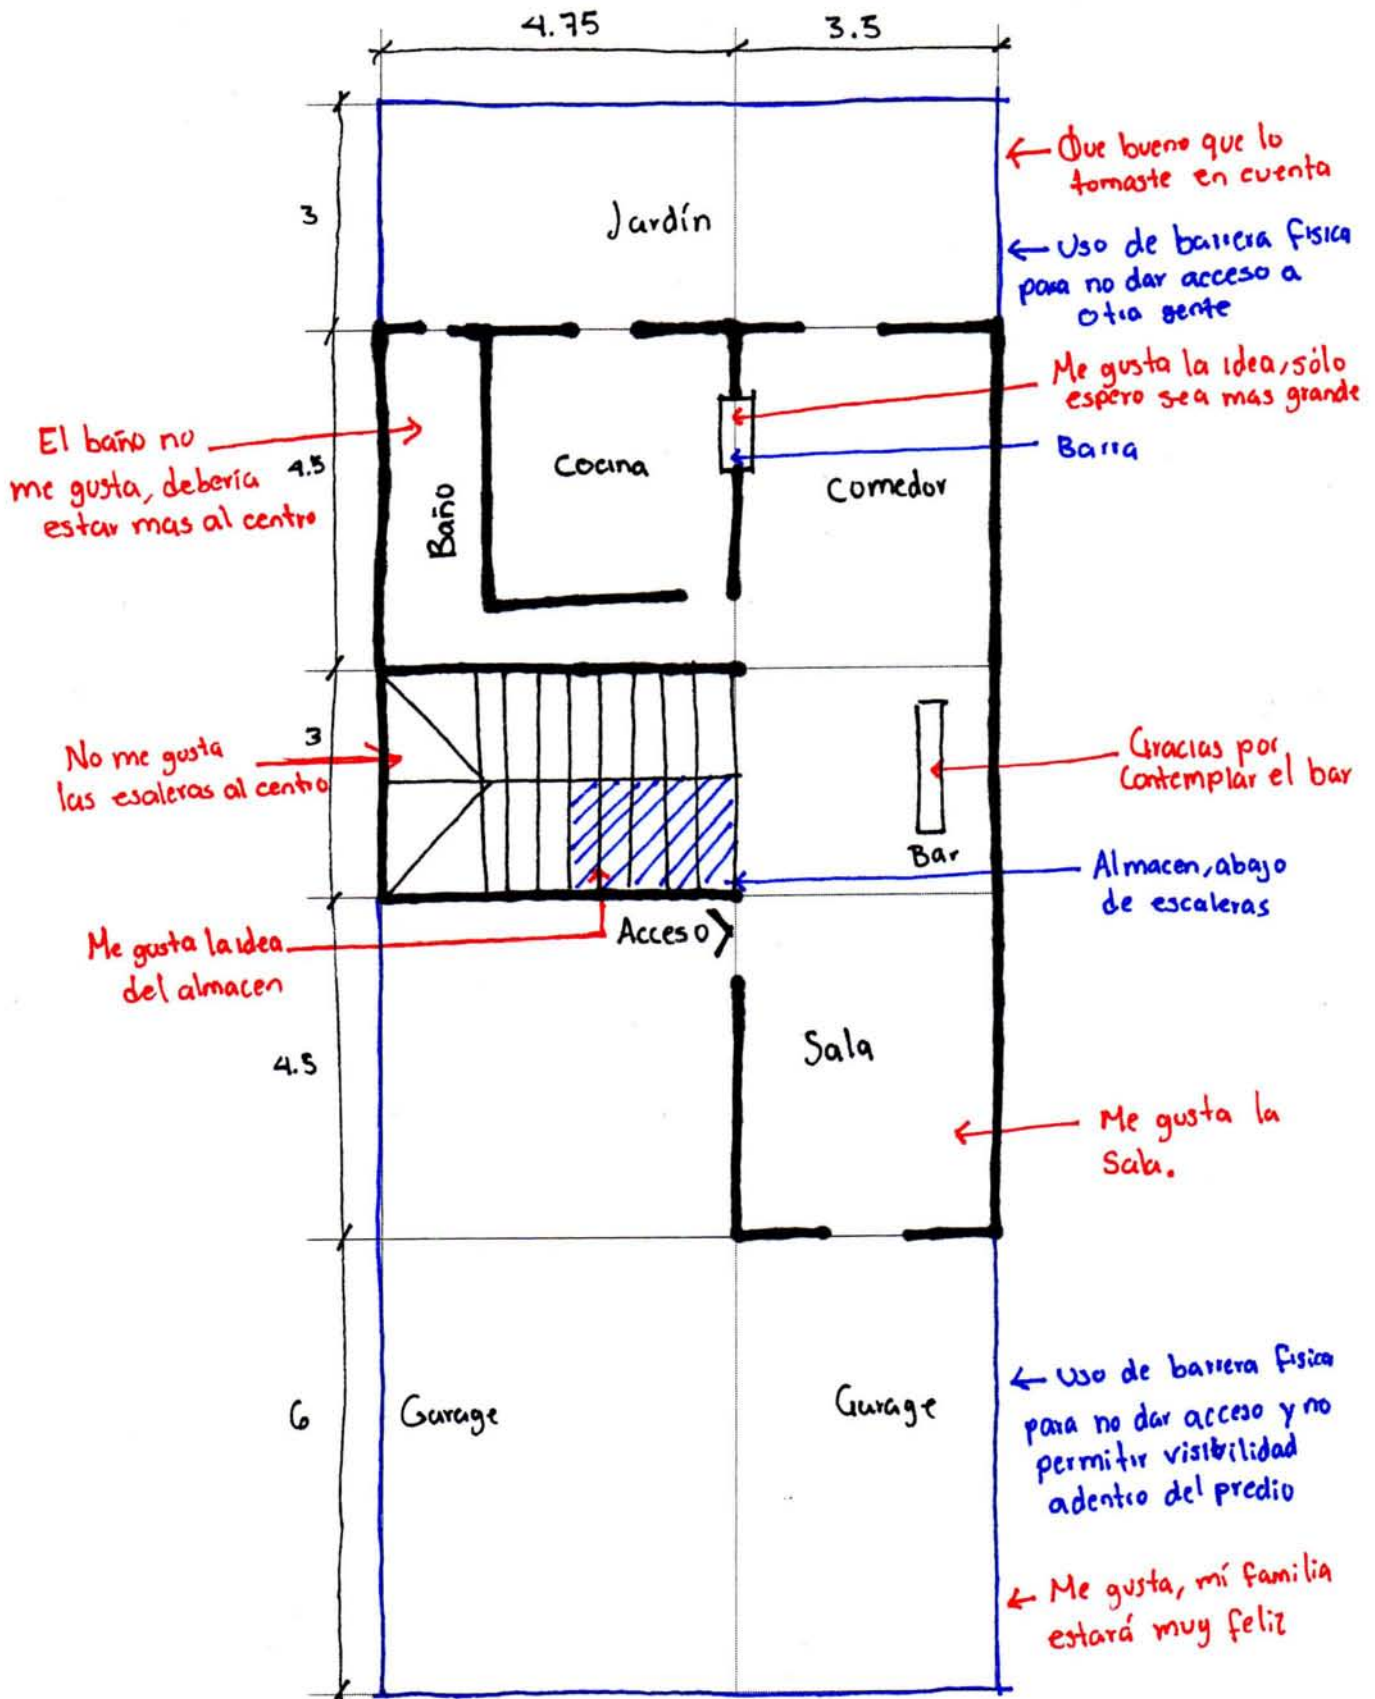 4.75
3.5
Que bueno que lo
tomaste en cuenta
3
Jardín
Uso de barrera fisica
para no dar acceso a
otra gente
Me gusta la idea, sólo
espero sea mas grande
El baño no
me gusta, debería
estar mas al centro
4.5
Baño
Cocina
Barra
Comedor
No me gusta
las esaleras al centro
3
Gracias por
Contemplar el bar
Bar
Almacen, abajo
de escaleras
Me gusta la idea
del almacen
Acceso
4.5
Sala
Me gusta la
Sala.
6
Garage
Garage
Uso de barrera fisica
para no dar acceso y no
permitir visibilidad
adentro del predio
Me gusta, mí familia
estará muy feliz